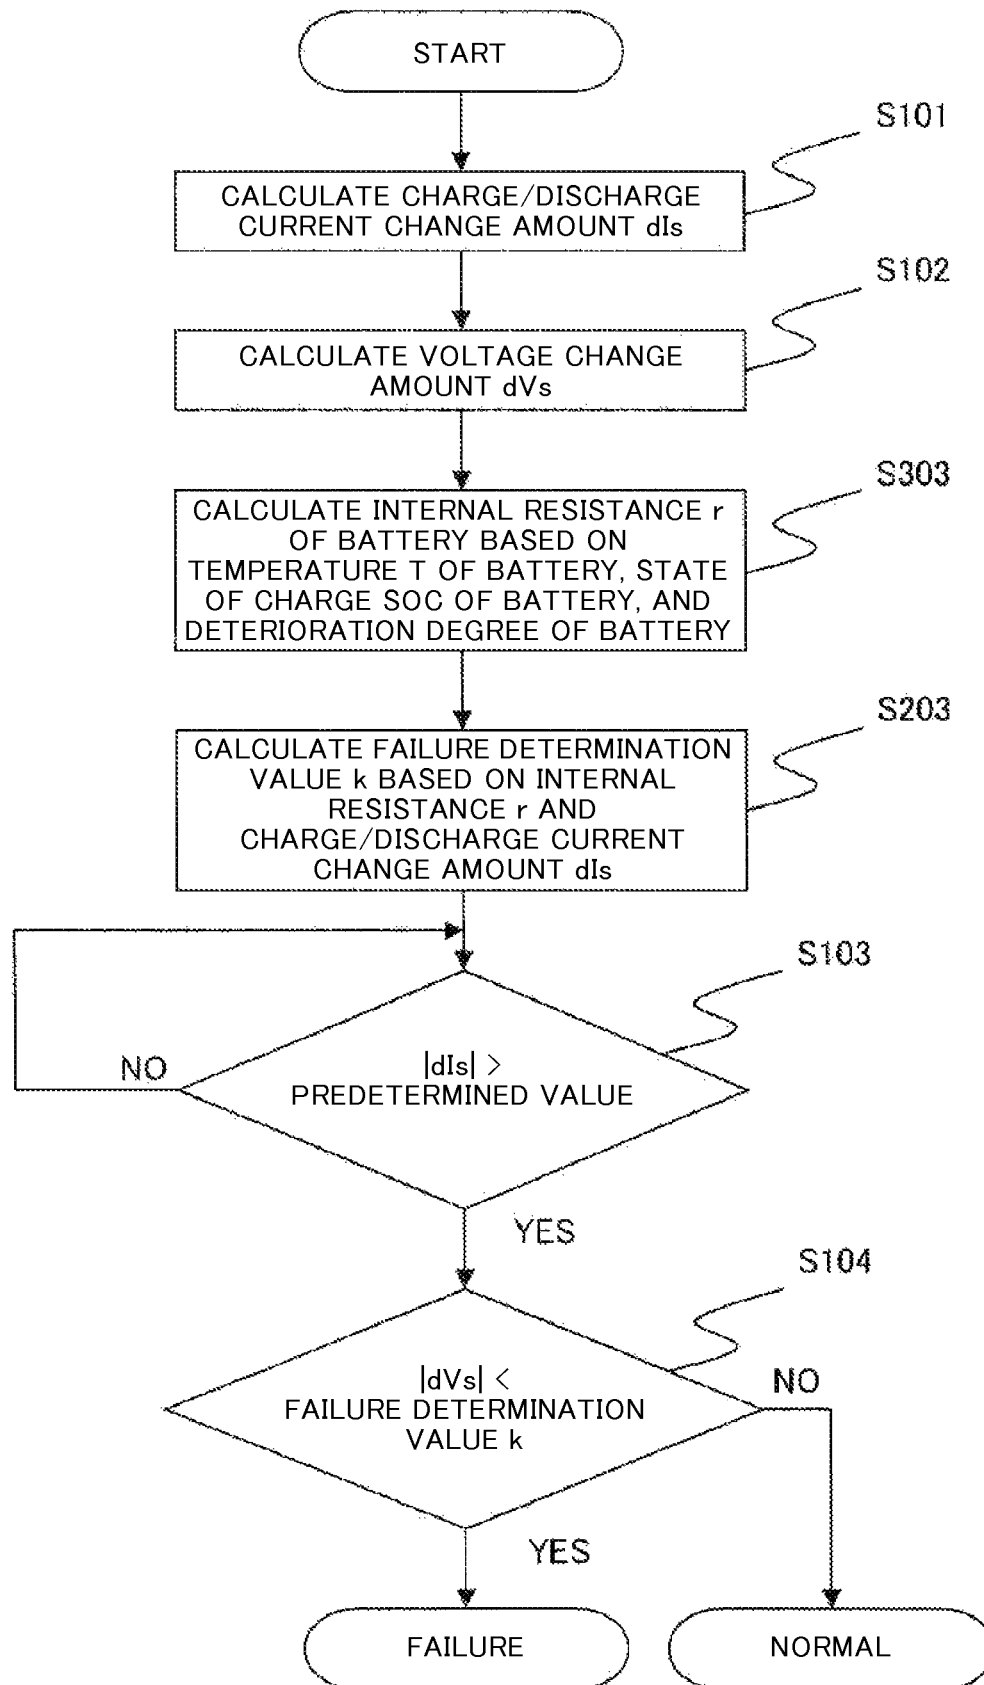 START
S101
CALCULATE CHARGE/DISCHARGE
CURRENT CHANGE AMOUNT dIs
S102
CALCULATE VOLTAGE CHANGE
AMOUNT dVs
S303
CALCULATE INTERNAL RESISTANCE r
OF BATTERY BASED ON
TEMPERATURE T OF BATTERY, STATE
OF CHARGE SOC OF BATTERY, AND
DETERIORATION DEGREE OF BATTERY
S203
CALCULATE FAILURE DETERMINATION
VALUE k BASED ON INTERNAL
RESISTANCE r AND
CHARGE/DISCHARGE CURRENT
CHANGE AMOUNT dIs
S103
|dIs| >
PREDETERMINED VALUE
NO
YES
S104
|dVs| <
FAILURE DETERMINATION
VALUE k
NO
YES
FAILURE
NORMAL